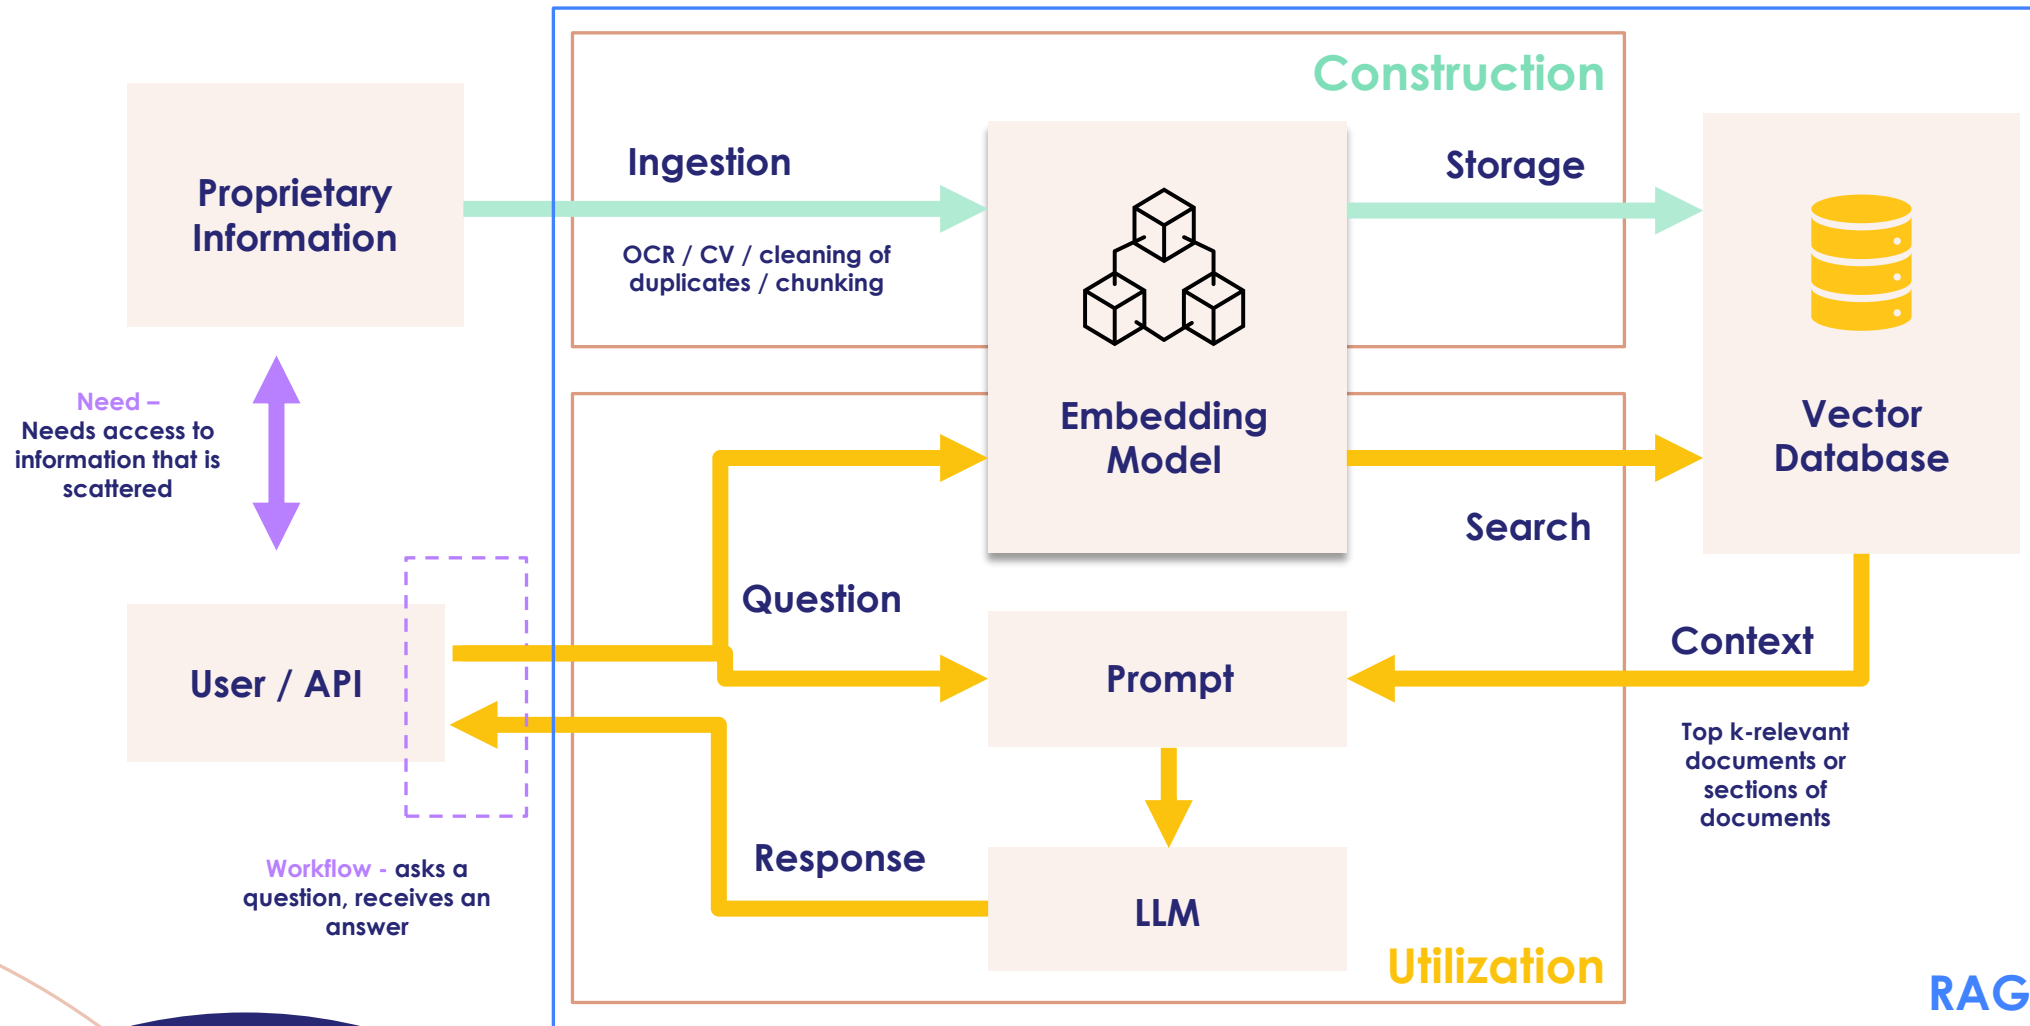 Construction
Proprietary
Information
Ingestion
OCR / CV / cleaning of
duplicates / chunking
Storage
Embedding
Model
Vector
Database
Need –
Needs access to
information that is
scattered
Search
Question
User / API
Prompt
Context
Top k-relevant
documents or
sections of
documents
Workflow - asks a
question, receives an
answer
Response
LLM
Utilization
RAG